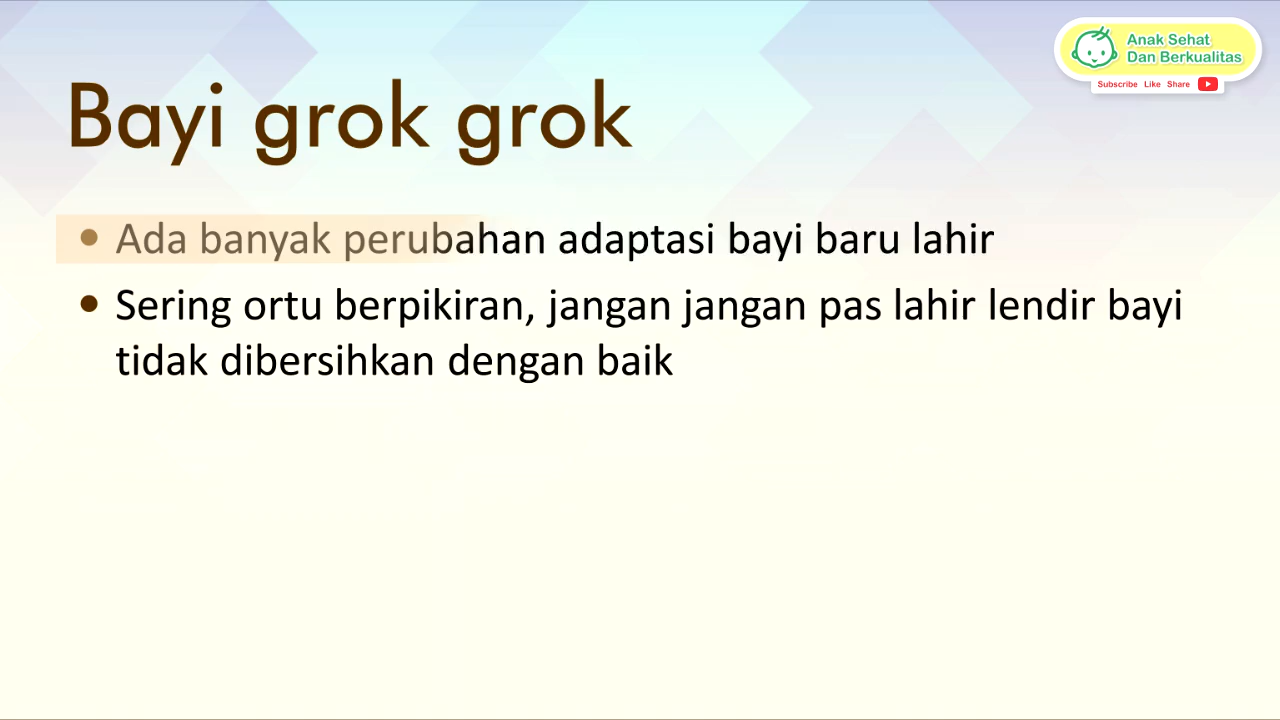 Anak Sehat
Dan Berkualitas
Subscribe Like Share
Bayi grok grok
• Ada banyak perubahan adaptasi bayi baru lahir
• Sering ortu berpikiran, jangan jangan pas lahir lendir bayi
tidak dibersihkan dengan baik